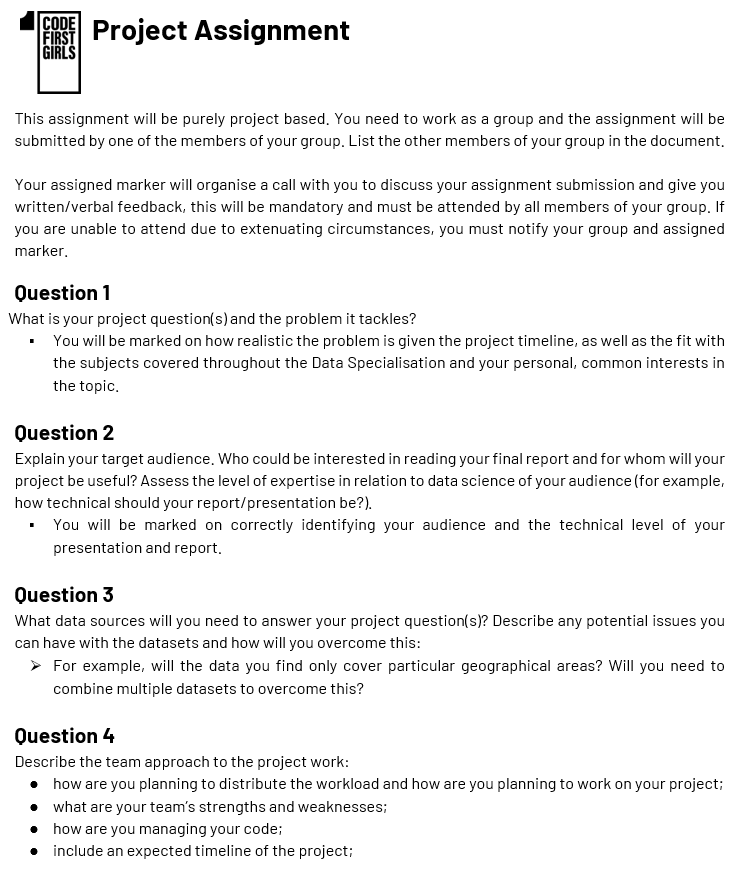 1 CODE
FIRST
GIRLS
Project Assignment
This assignment will be purely project based. You need to work as a group and the assignment will be
submitted by one of the members of your group. List the other members of your group in the document.
Your assigned marker will organise a call with you to discuss your assignment submission and give you
written/verbal feedback, this will be mandatory and must be attended by all members of your group. If
you are unable to attend due to extenuating circumstances, you must notify your group and assigned
marker.
Question 1
What is your project question(s) and the problem it tackles?
▪ You will be marked on how realistic the problem is given the project timeline, as well as the fit with
the subjects covered throughout the Data Specialisation and your personal, common interests in
the topic.
Question 2
Explain your target audience. Who could be interested in reading your final report and for whom will your
project be useful? Assess the level of expertise in relation to data science of your audience (for example,
how technical should your report/presentation be?).
▪ You will be marked on correctly identifying your audience and the technical level of your
presentation and report.
Question 3
What data sources will you need to answer your project question(s)? Describe any potential issues you
can have with the datasets and how will you overcome this:
➢ For example, will the data you find only cover particular geographical areas? Will you need to
combine multiple datasets to overcome this?
Question 4
Describe the team approach to the project work:
● how are you planning to distribute the workload and how are you planning to work on your project;
● what are your team's strengths and weaknesses;
● how are you managing your code;
● include an expected timeline of the project;